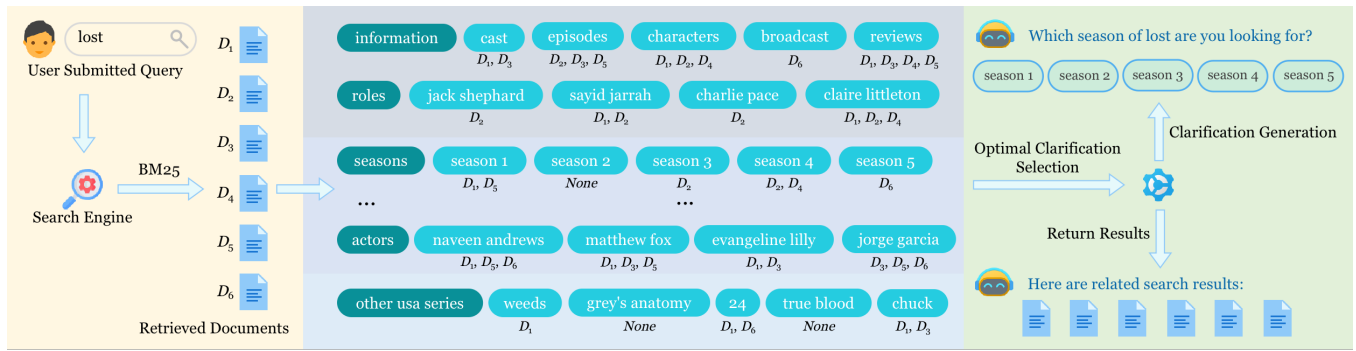 lost
User Submitted Query
BM25
Search Engine
D1
D2
D3
D4
D5
D6
Retrieved Documents
information cast episodes characters broadcast reviews
D1, D3 D2, D3, D5 D1, D2, D4 D6 D1, D3, D4, D5
roles jack shephard sayid jarrah charlie pace claire littleton
D2 D1, D2 D2 D1, D2, D4
seasons season 1 season 2 season 3 season 4 season 5
D1, D5 None D2 D2, D4 D6
... ...
actors naveen andrews matthew fox evangeline lilly jorge garcia
D1, D5, D6 D1, D3, D5 D1, D3 D3, D5, D6
other usa series weeds grey's anatomy 24 true blood chuck
D1 None D1, D6 None D1, D3
Which season of lost are you looking for?
season 1 season 2 season 3 season 4 season 5
Clarification Generation
Optimal Clarification
Selection
Return Results
Here are related search results: